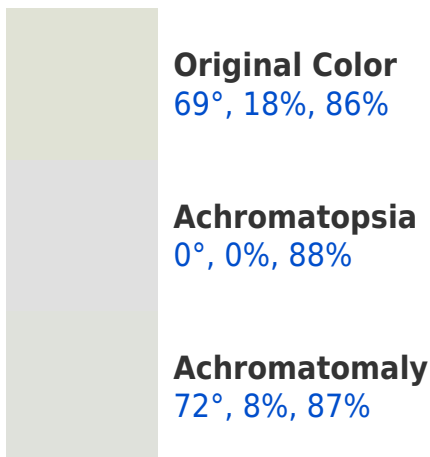 Original Color
69°, 18%, 86%
Achromatopsia
0°, 0%, 88%
Achromatomaly
72°, 8%, 87%